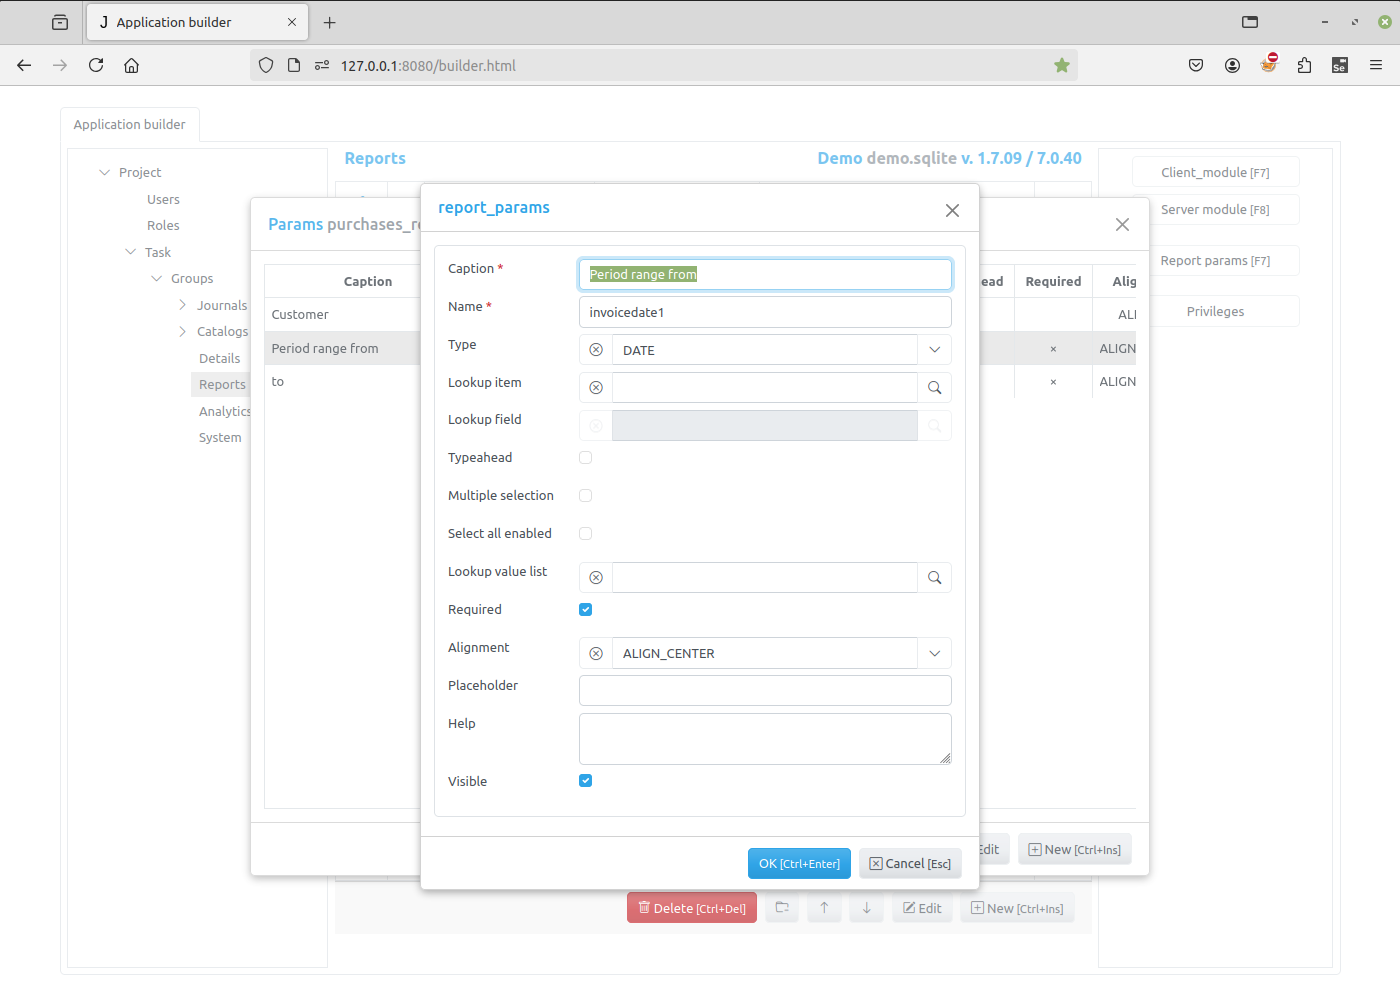 J Application builder
127.0.0.1:8080/builder.html
Application builder
Project
Users
Roles
Task
Groups
Journals
Catalogs
Details
Reports
Analytics
System
Reports
Demo demo.sqlite v. 1.7.09 / 7.0.40
Client_module [F7]
Server module [F8]
Report params [F7]
Privileges
Params purchases_re
Caption
Required
Customer
Period range from
×
ALIGN
to
×
ALIGN
report_params
Caption *
Period range from
Name *
invoicedate1
Type
DATE
Lookup item
Lookup field
Typeahead
Multiple selection
Select all enabled
Lookup value list
Required
Alignment
ALIGN_CENTER
Placeholder
Help
Visible
OK [Ctrl+Enter]
Cancel [Esc]
Edit
New [Ctrl+Ins]
Delete [Ctrl+Del]
Edit
New [Ctrl+Ins]